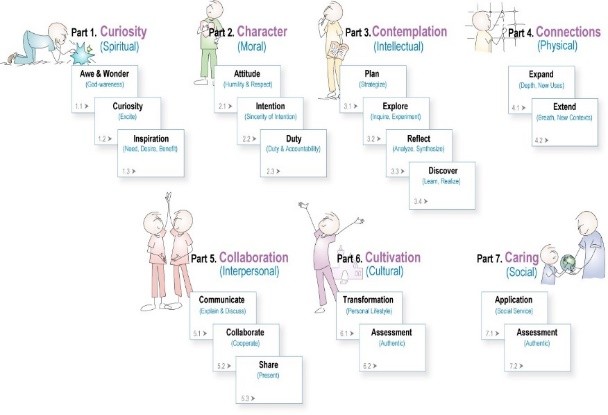 Part 1. Curiosity
(Spiritual)
Awe & Wonder
(God-wareness)
1.1
Curiosity
(Excite)
1.2
Inspiration
(Need, Desire, Benefit)
1.3
Part 2. Character
(Moral)
Attitude
(Humility & Respect)
2.1
Intention
(Sincerity of Intention)
2.2
Duty
(Duty & Accountability)
2.3
Part 3. Contemplation
(Intellectual)
Plan
(Strategize)
3.1
Explore
(Inquire, Experiment)
3.2
Reflect
(Analyze, Synthesize)
3.3
Discover
(Learn, Realize)
3.4
Part 4. Connections
(Physical)
Expand
(Depth, New Uses)
4.1
Extend
(Breath, New Contexts)
4.2
Part 5. Collaboration
(Interpersonal)
Communicate
(Explain & Discuss)
5.1
Collaborate
(Cooperate)
5.2
Share
(Present)
5.3
Part 6. Cultivation
(Cultural)
Transformation
(Personal Lifestyle)
6.1
Assessment
(Authentic)
6.2
Part 7. Caring
(Social)
Application
(Social Service)
7.1
Assessment
(Authentic)
7.2